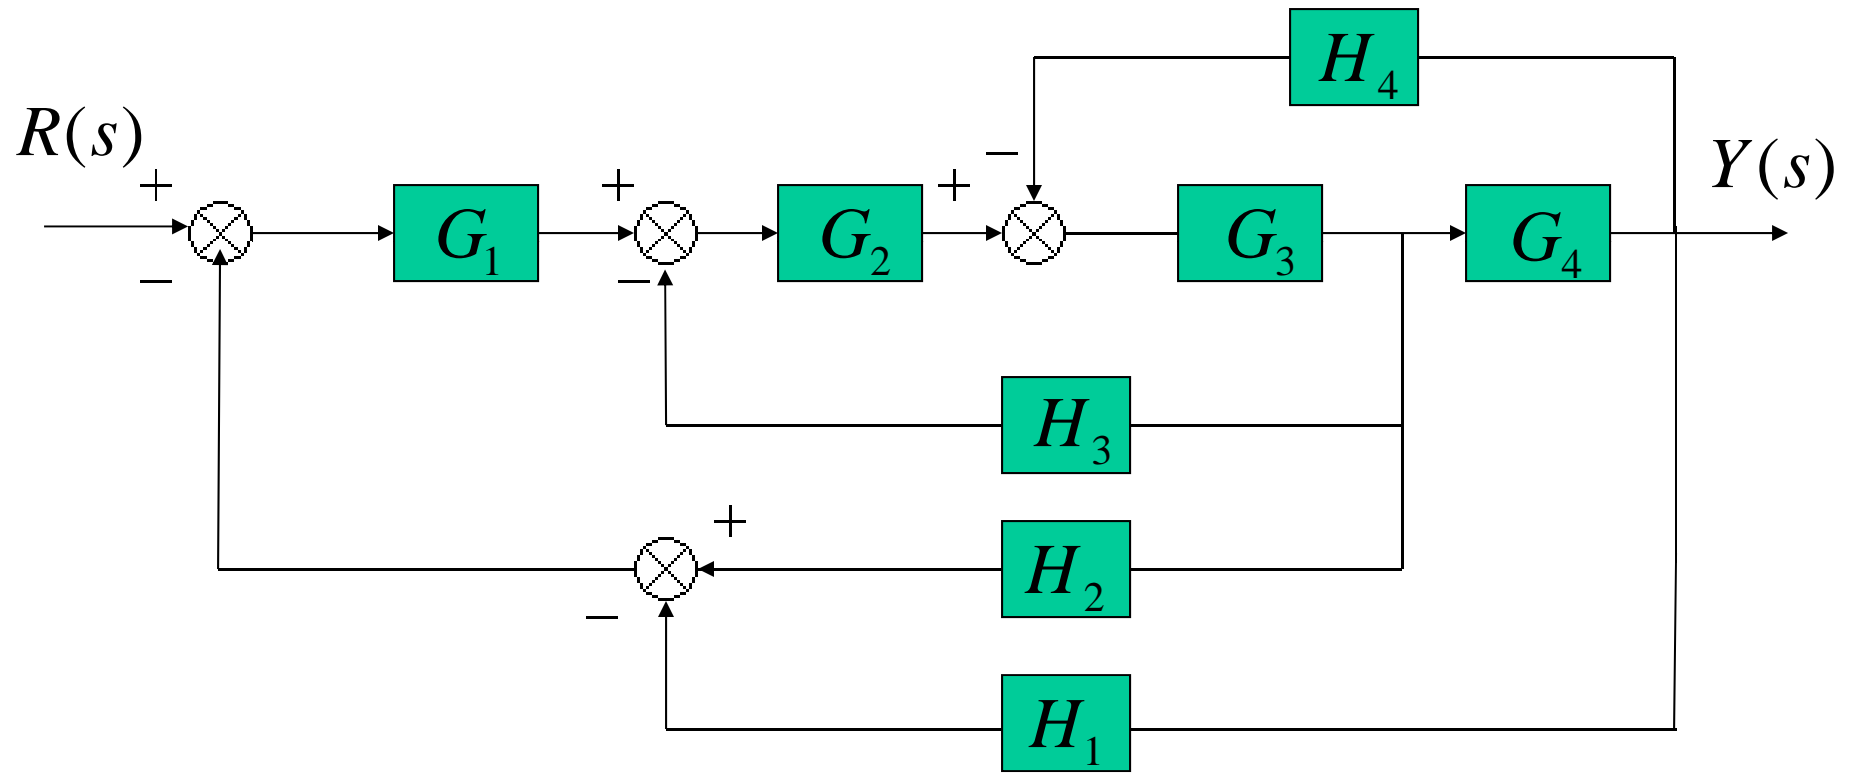 H₄
R(s)
Y(s)
+
−
+
+
G₁
G₂
G₃
G₄
−
−
H₃
+
H₂
−
H₁